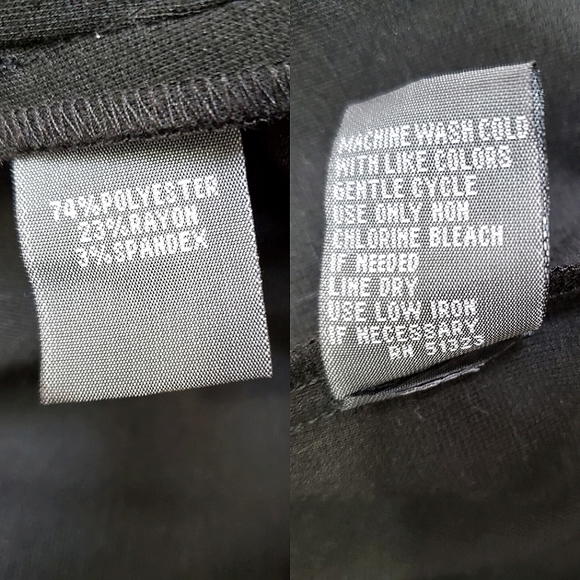 74%POLYESTER
23%RAYON
3%SPANDEX
MACHINE WASH COLD
WITH LIKE COLORS
GENTLE CYCLE
USE ONLY NON
CHLORINE BLEACH
IF NEEDED
LINE DRY
USE LOW IRON
IF NECESSARY
RN 51323